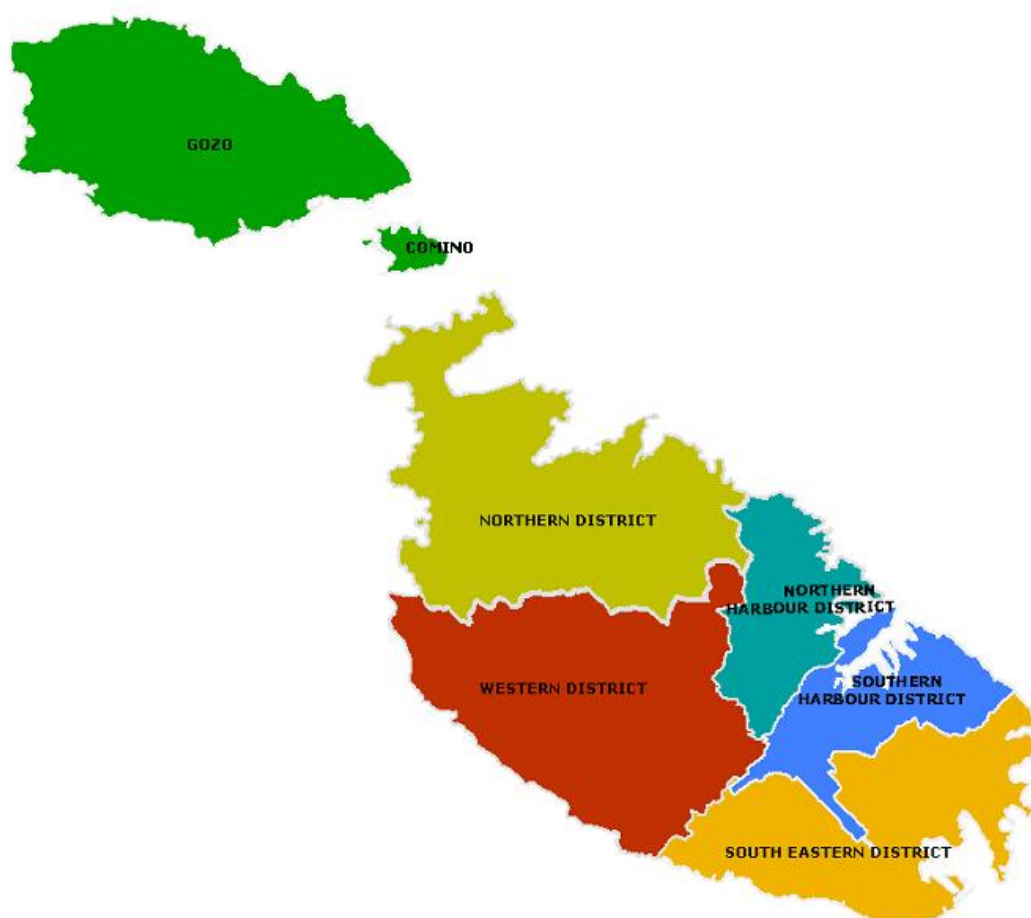 GOZO
COMINO
NORTHERN DISTRICT
NORTHERN
HARBOUR DISTRICT
WESTERN DISTRICT
SOUTHERN
HARBOUR DISTRICT
SOUTH EASTERN DISTRICT